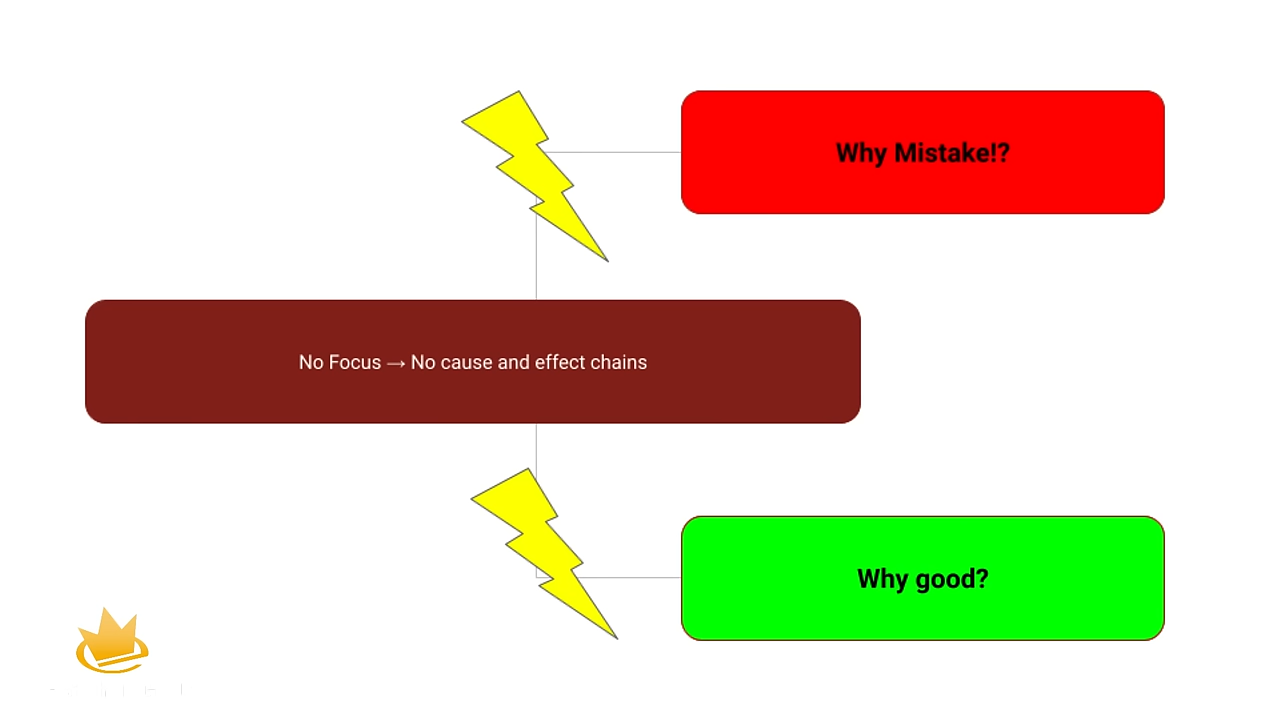 Why Mistake!?
No Focus → No cause and effect chains
Why good?